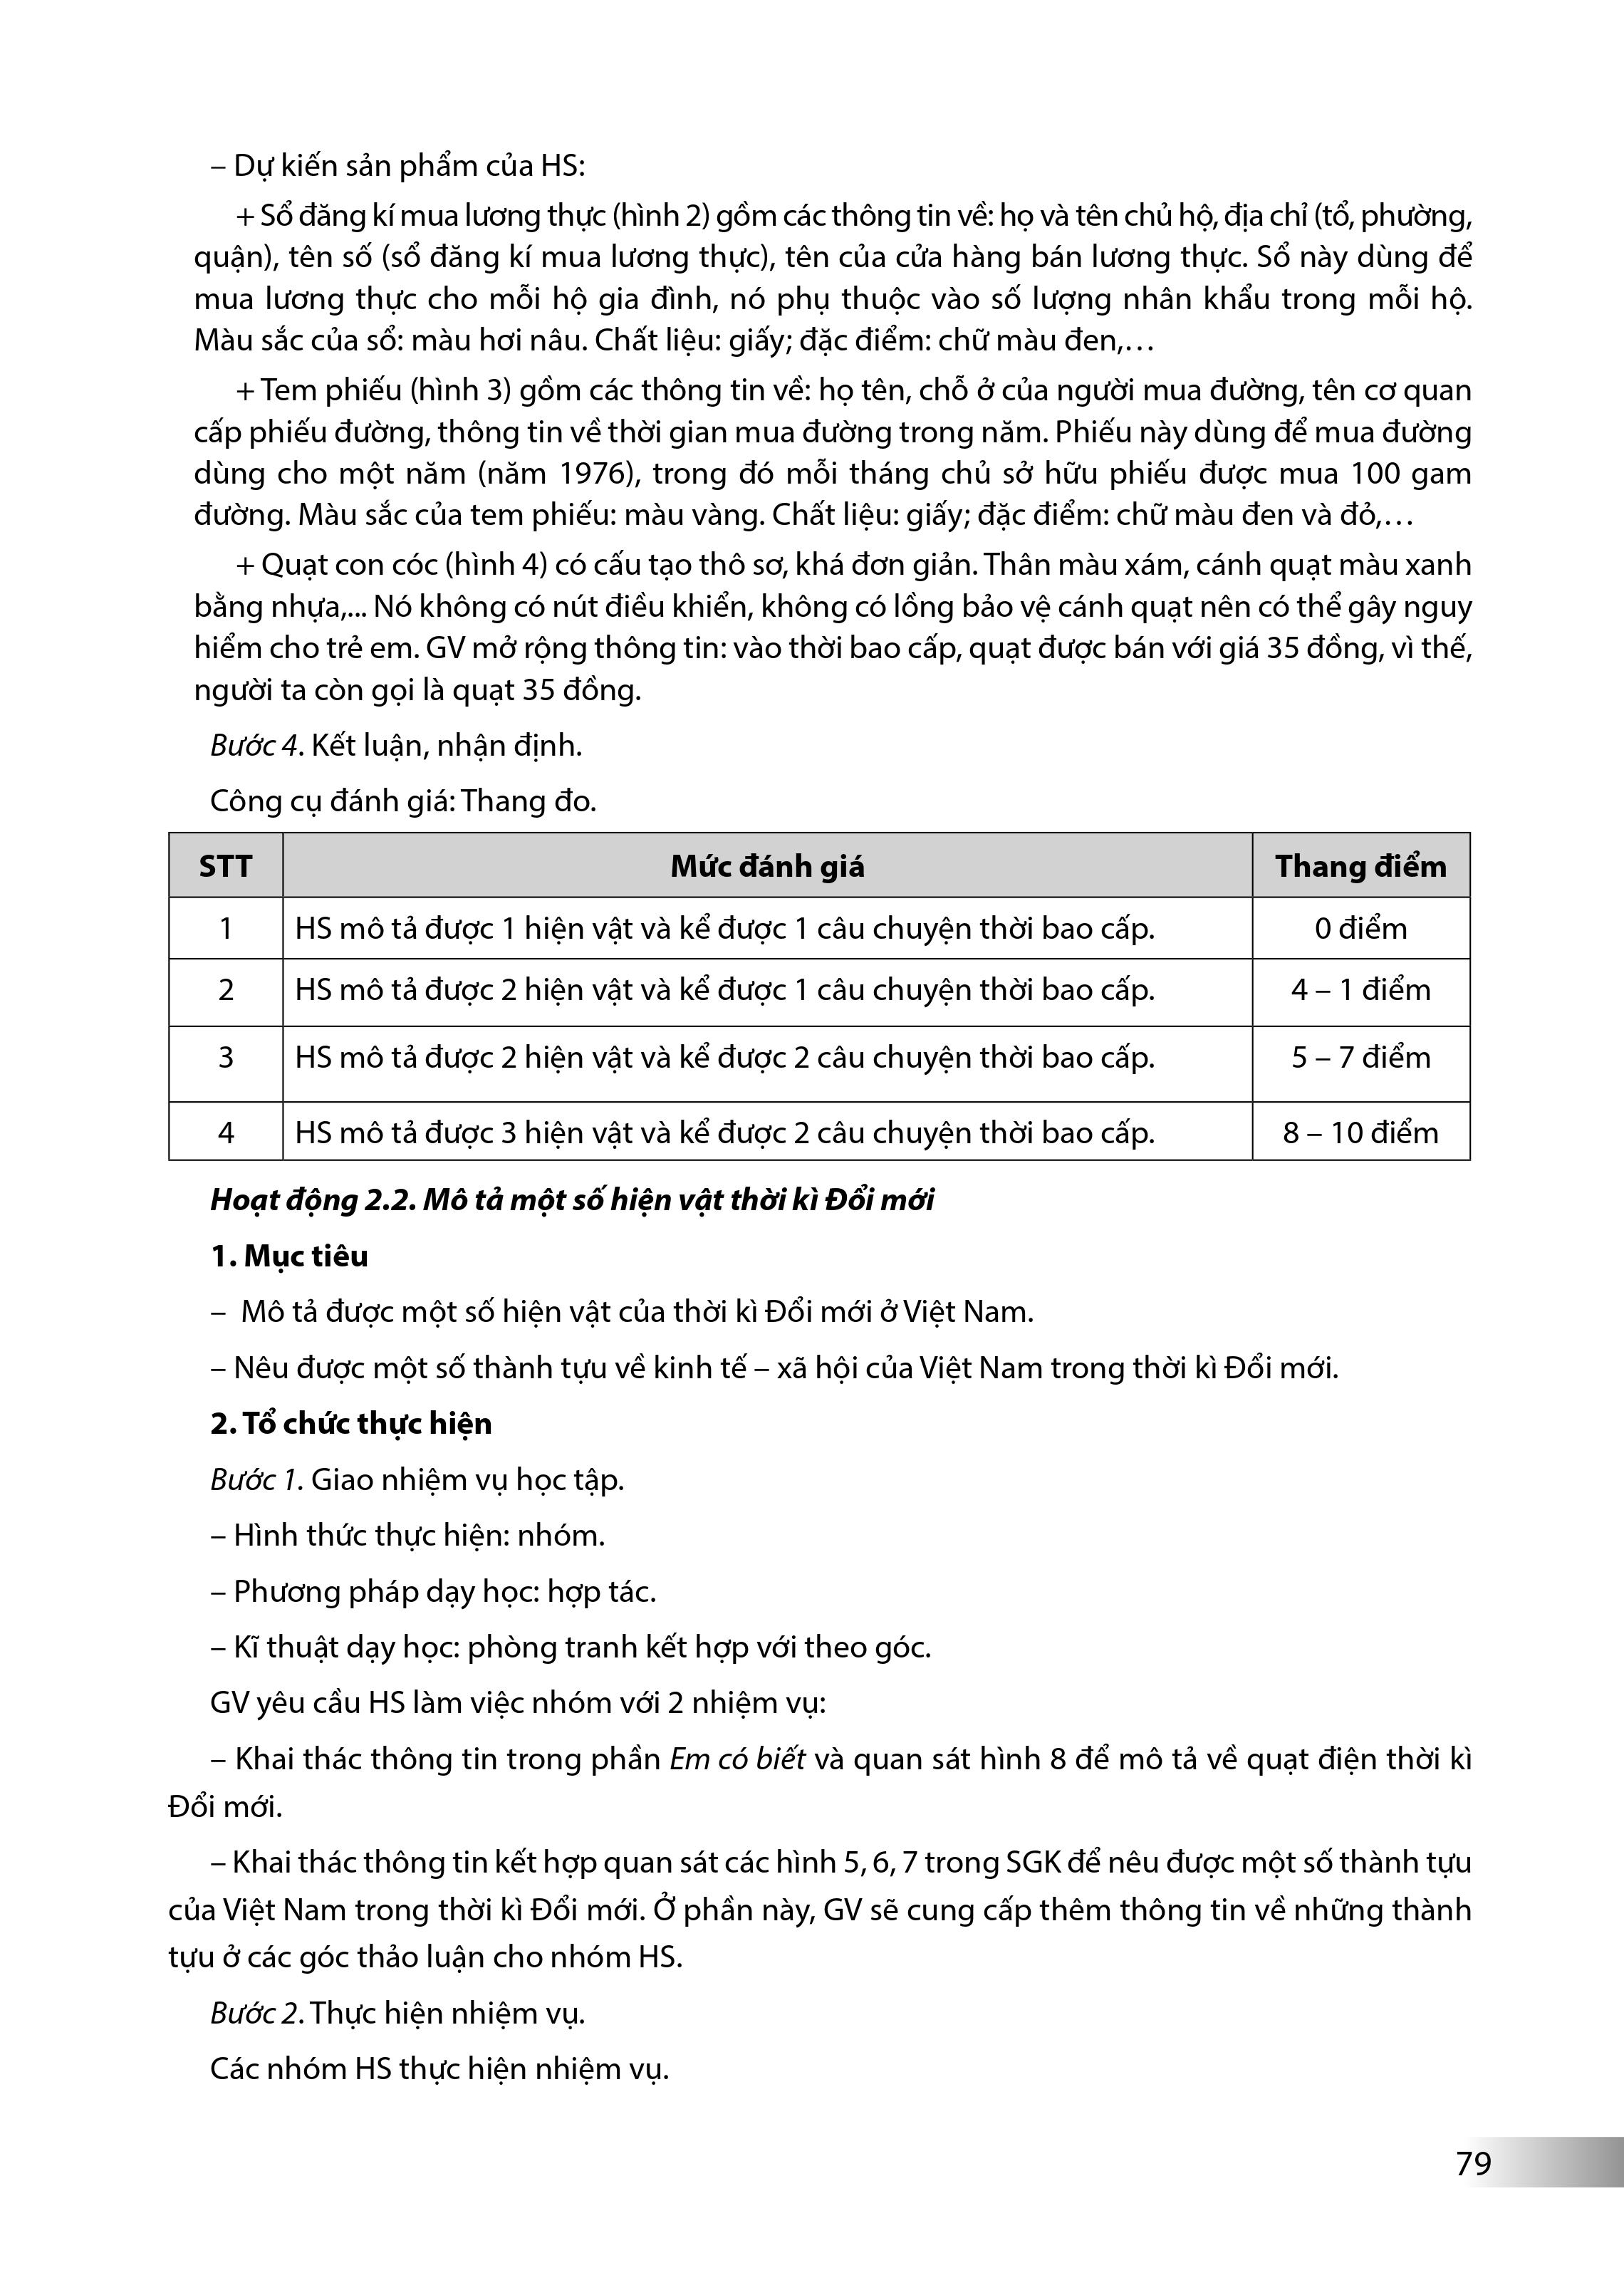 – Dự kiến sản phẩm của HS:
+ Sổ đăng kí mua lương thực (hình 2) gồm các thông tin về: họ và tên chủ hộ, địa chỉ (tổ, phường,
quận), tên số (sổ đăng kí mua lương thực), tên của cửa hàng bán lương thực. Sổ này dùng để
mua lương thực cho mỗi hộ gia đình, nó phụ thuộc vào số lượng nhân khẩu trong mỗi hộ.
Màu sắc của sổ: màu hơi nâu. Chất liệu: giấy; đặc điểm: chữ màu đen,…
+ Tem phiếu (hình 3) gồm các thông tin về: họ tên, chỗ ở của người mua đường, tên cơ quan
cấp phiếu đường, thông tin về thời gian mua đường trong năm. Phiếu này dùng để mua đường
dùng cho một năm (năm 1976), trong đó mỗi tháng chủ sở hữu phiếu được mua 100 gam
đường. Màu sắc của tem phiếu: màu vàng. Chất liệu: giấy; đặc điểm: chữ màu đen và đỏ,…
+ Quạt con cóc (hình 4) có cấu tạo thô sơ, khá đơn giản. Thân màu xám, cánh quạt màu xanh
bằng nhựa,... Nó không có nút điều khiển, không có lồng bảo vệ cánh quạt nên có thể gây nguy
hiểm cho trẻ em. GV mở rộng thông tin: vào thời bao cấp, quạt được bán với giá 35 đồng, vì thế,
người ta còn gọi là quạt 35 đồng.
Bước 4. Kết luận, nhận định.
Công cụ đánh giá: Thang đo.
STT Mức đánh giá Thang điểm
1 HS mô tả được 1 hiện vật và kể được 1 câu chuyện thời bao cấp. 0 điểm
2 HS mô tả được 2 hiện vật và kể được 1 câu chuyện thời bao cấp. 4 – 1 điểm
3 HS mô tả được 2 hiện vật và kể được 2 câu chuyện thời bao cấp. 5 – 7 điểm
4 HS mô tả được 3 hiện vật và kể được 2 câu chuyện thời bao cấp. 8 – 10 điểm
Hoạt động 2.2. Mô tả một số hiện vật thời kì Đổi mới
1. Mục tiêu
– Mô tả được một số hiện vật của thời kì Đổi mới ở Việt Nam.
– Nêu được một số thành tựu về kinh tế – xã hội của Việt Nam trong thời kì Đổi mới.
2. Tổ chức thực hiện
Bước 1. Giao nhiệm vụ học tập.
– Hình thức thực hiện: nhóm.
– Phương pháp dạy học: hợp tác.
– Kĩ thuật dạy học: phòng tranh kết hợp với theo góc.
GV yêu cầu HS làm việc nhóm với 2 nhiệm vụ:
– Khai thác thông tin trong phần Em có biết và quan sát hình 8 để mô tả về quạt điện thời kì
Đổi mới.
– Khai thác thông tin kết hợp quan sát các hình 5, 6, 7 trong SGK để nêu được một số thành tựu
của Việt Nam trong thời kì Đổi mới. Ở phần này, GV sẽ cung cấp thêm thông tin về những thành
tựu ở các góc thảo luận cho nhóm HS.
Bước 2. Thực hiện nhiệm vụ.
Các nhóm HS thực hiện nhiệm vụ.
79